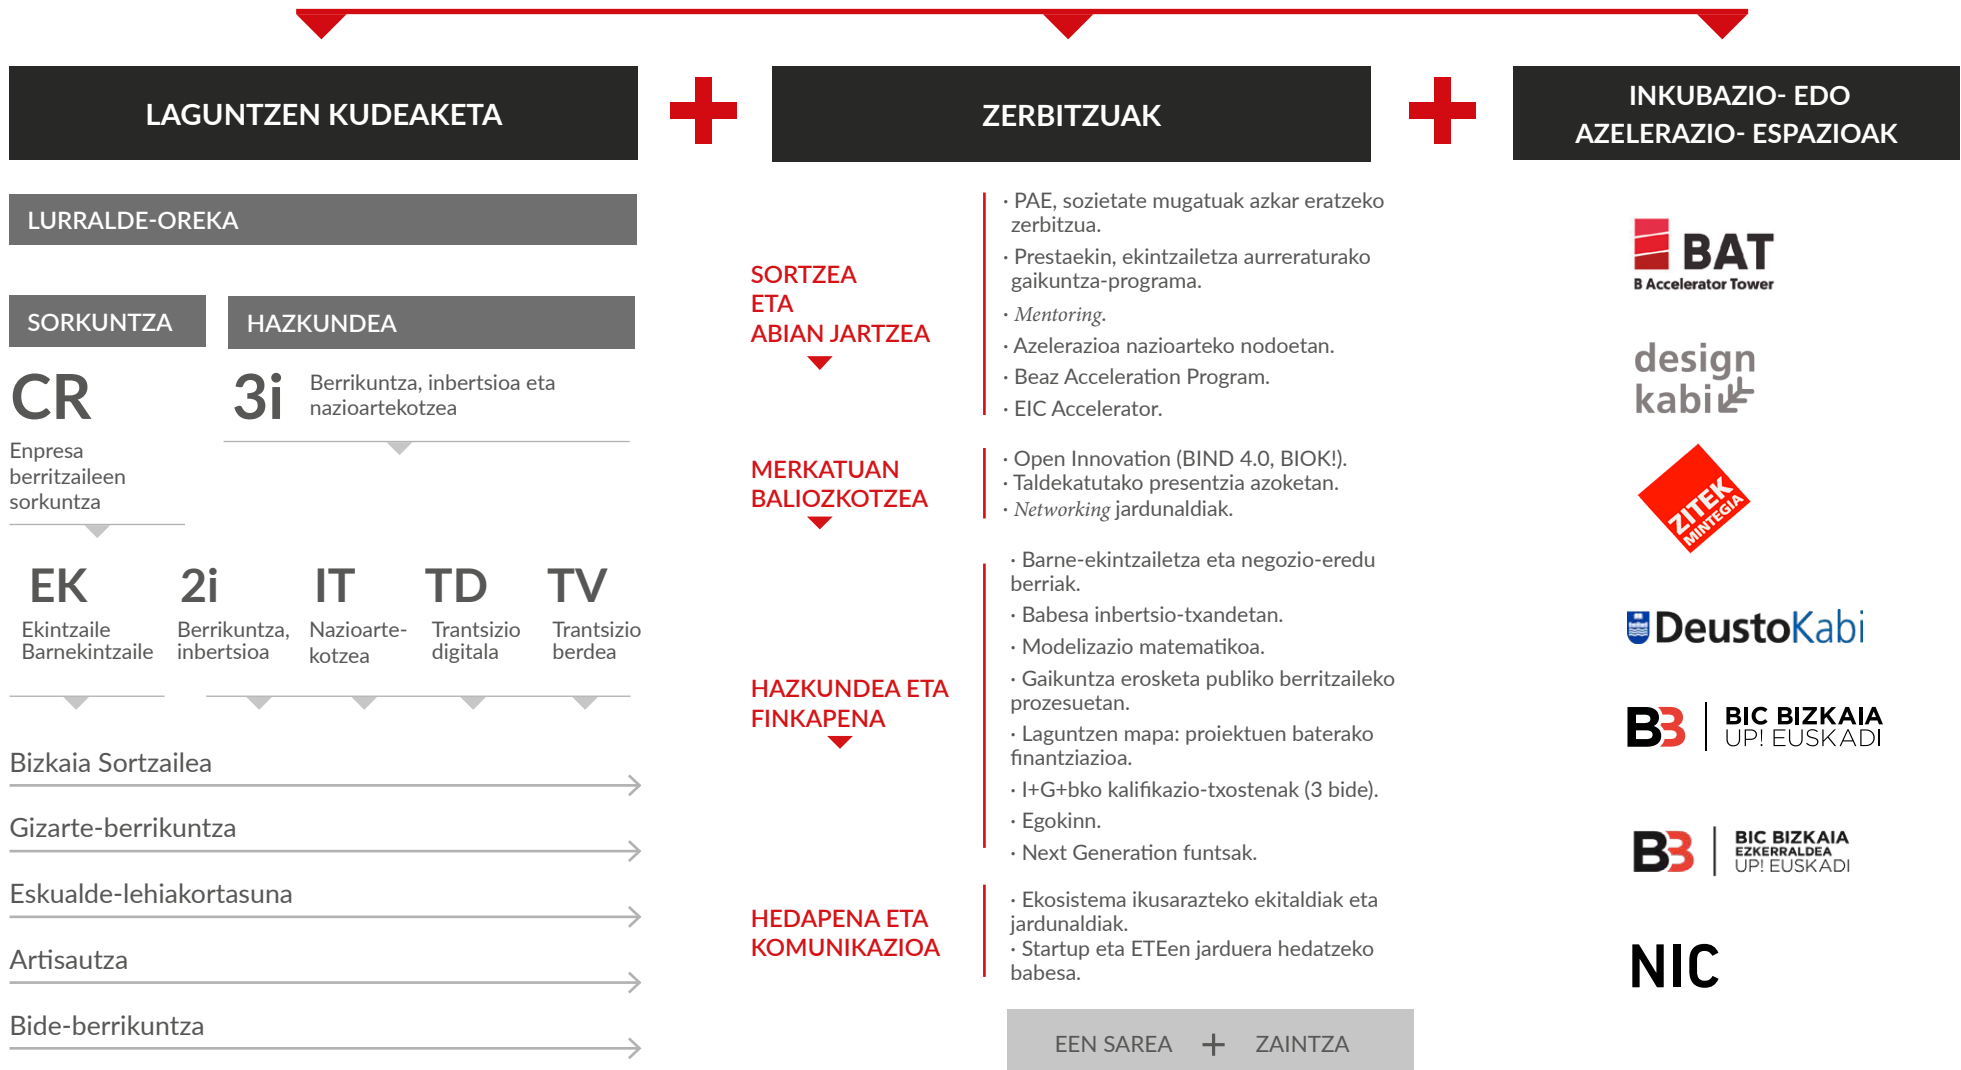 LAGUNTZEN KUDEAKETA
LURRALDE-OREKA
SORKUNTZA
HAZKUNDEA
CR
Enpresa
berritzaileen
sorkuntza
3i
Berrikuntza, inbertsioa eta
nazioartekotzea
EK
Ekintzaile
Barnekintzaile
2i
Berrikuntza,
inbertsioa
IT
Nazioarte-
kotzea
TD
Trantsizio
digitala
TV
Trantsizio
berdea
Bizkaia Sortzailea
Gizarte-berrikuntza
Eskualde-lehiakortasuna
Artisautza
Bide-berrikuntza
+
ZERBITZUAK
SORTZEA
ETA
ABIAN JARTZEA
· PAE, sozietate mugatuak azkar eratzeko
zerbitzua.
· Prestaekin, ekintzailetza aurreraturako
gaikuntza-programa.
· Mentoring.
· Azelerazioa nazioarteko nodoetan.
· Beaz Acceleration Program.
· EIC Accelerator.
MERKATUAN
BALIOZKOTZEA
· Open Innovation (BIND 4.0, BIOK!).
· Taldekatutako presentzia azoketan.
· Networking jardunaldiak.
HAZKUNDEA ETA
FINKAPENA
· Barne-ekintzailetza eta negozio-eredu
berriak.
· Babesa inbertsio-txandetan.
· Modelizazio matematikoa.
· Gaikuntza erosketa publiko berritzaileko
prozesuetan.
· Laguntzen mapa: proiektuen baterako
finantziazioa.
· I+G+bko kalifikazio-txostenak (3 bide).
· Egokinn.
· Next Generation funtsak.
HEDAPENA ETA
KOMUNIKAZIOA
· Ekosistema ikusarazteko ekitaldiak eta
jardunaldiak.
· Startup eta ETEen jarduera hedatzeko
babesa.
EEN SAREA + ZAINTZA
+
INKUBAZIO- EDO
AZELERAZIO- ESPAZIOAK
BAT
B Accelerator Tower
design
kabi
ZITEK
MINTEGIA
DeustoKabi
BB
BIC BIZKAIA
UP! EUSKADI
BB
BIC BIZKAIA
EZKERRALDEA
UP! EUSKADI
NIC